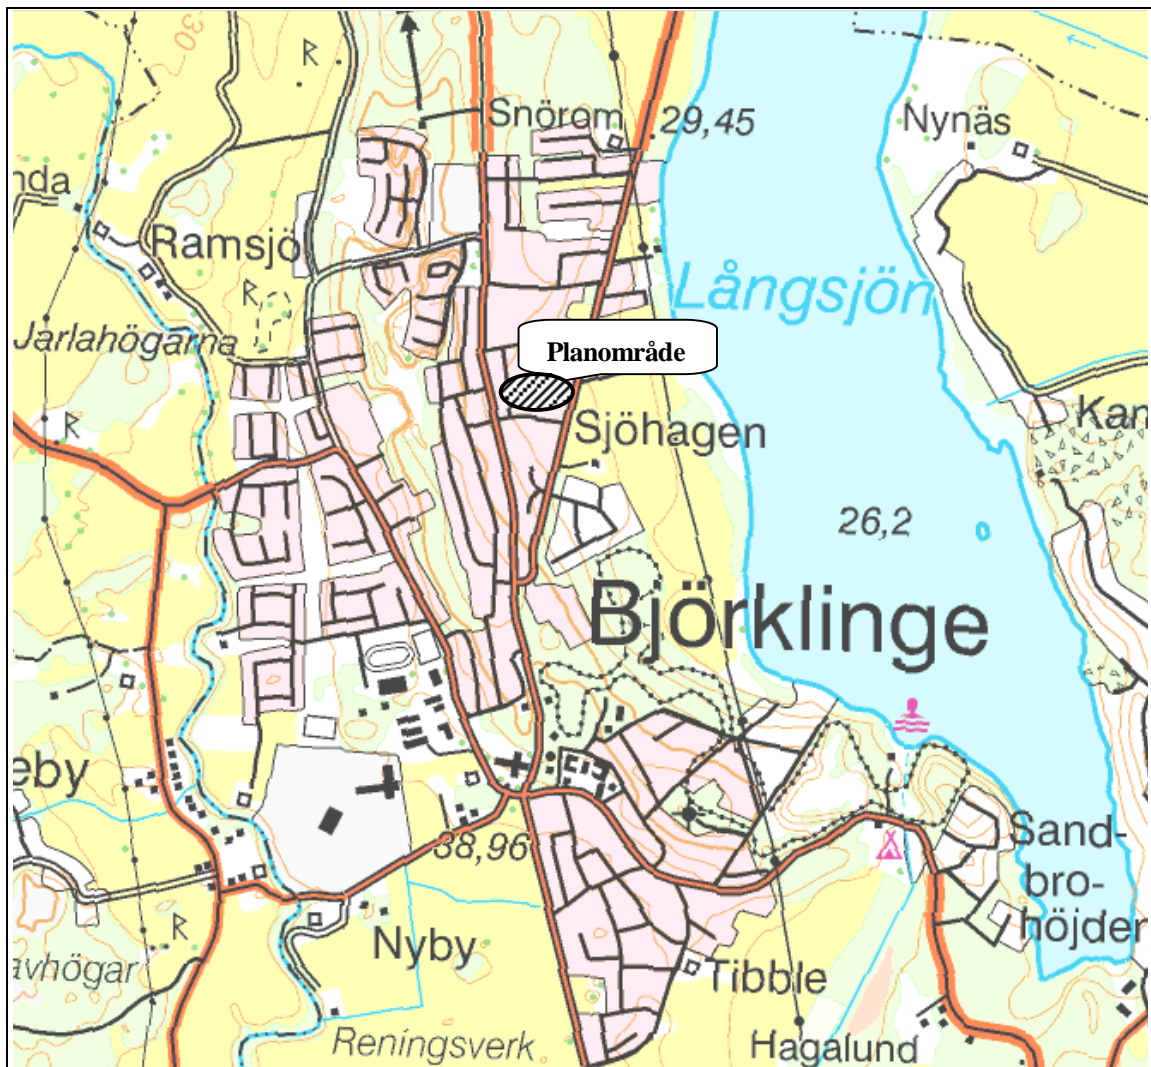 30
R
Snörom
29,45
Nynäs
nda
Ramsjö
R
Långsjön
Jarlahögarna
Planområde
R
Sjöhagen
Kan
26,2
Björklinge
eby
38,96
Sand-
bro-
höjder
R
Nyby
avhögar
Tibble
Reningsverk
Hagalund